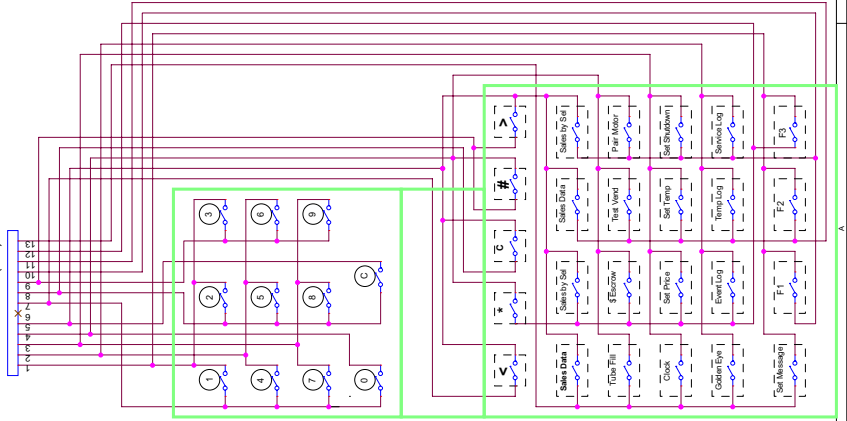 13
12
11
10
9
8
7
6
5
4
3
2
1
3
6
9
2
5
8
C
1
4
7
0
>
#
C
*
<
Sales by Sel
Pair Motor
Set Shutdown
Service Log
F3
Sales Data
Test Vend
Set Temp
Temp Log
F2
Sales by Sel
$ Escrow
Set Price
Event Log
F1
Sales Data
Tube Fill
Clock
Golden Eye
Set Message
A